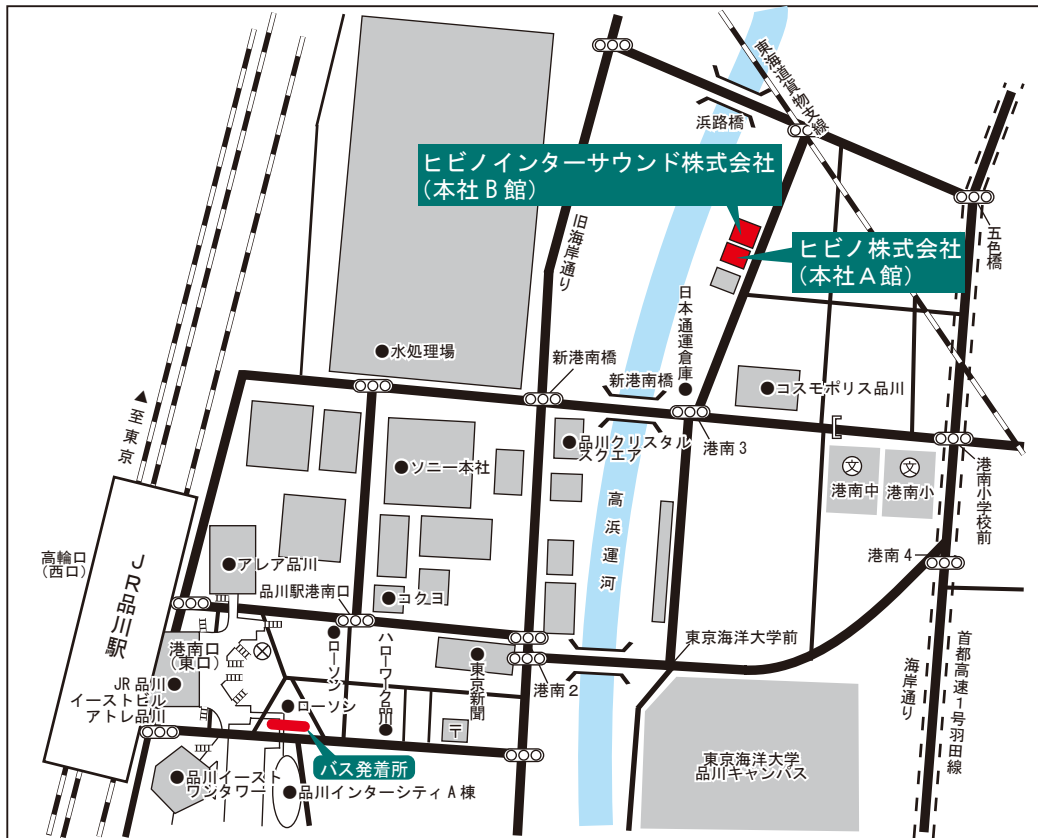 東海道貨物支線
浜路橋
ヒビノインターサウンド株式会社
(本社B館)
ヒビノ株式会社
(本社A館)
五色橋
旧海岸通り
日本通運倉庫
水処理場
新港南橋
新港南橋
コスモポリス品川
港南3
品川クリスタル
スクエア
ソニー本社
文
港南中
文
港南小
港南小学校前
至東京
高浜運河
港南4
高輪口
(西口)
JR品川駅
アレア品川
品川駅港南口
コクヨ
港南口
(東口)
ローソン
ハローワーク品川
東京新聞
東京海洋大学前
港南2
JR品川
イーストビル
アトレ品川
ローソン
〒
バス発着所
品川イースト
ワンタワー
品川インターシティA棟
東京海洋大学
品川キャンパス
海岸通り
首都高速1号羽田線